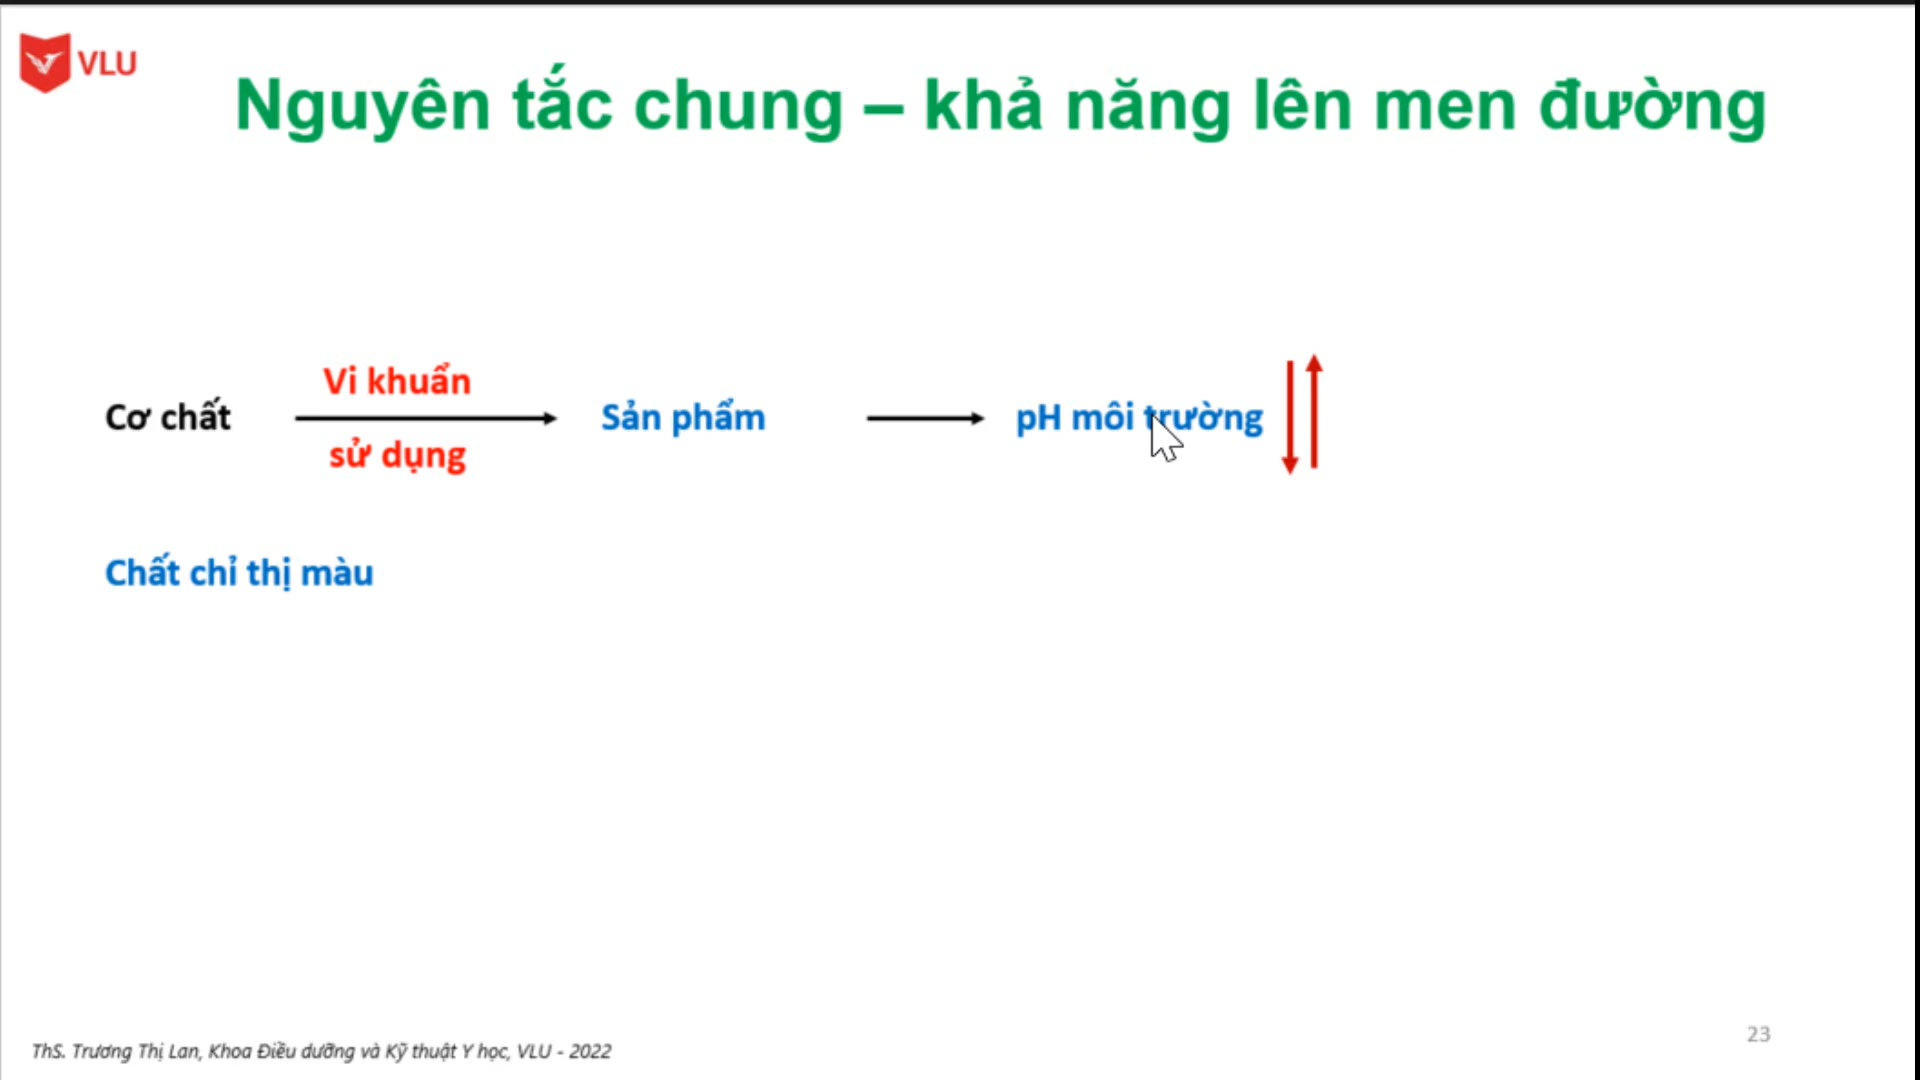 VLU
Nguyên tắc chung – khả năng lên men đường
Vi khuẩn
Cơ chất
Sản phẩm
pH môi trường
sử dụng
Chất chỉ thị màu
ThS. Trương Thị Lan, Khoa Điều dưỡng và Kỹ thuật Y học, VLU - 2022
23